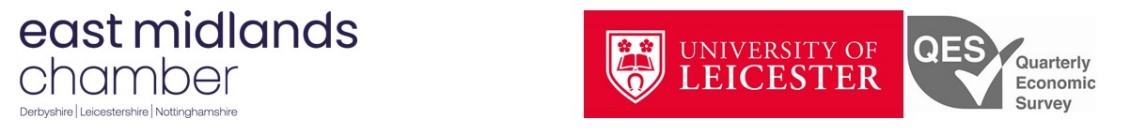 east midlands
chamber
Derbyshire | Leicestershire | Nottinghamshire
UNIVERSITY OF
LEICESTER
QES
Quarterly
Economic
Survey